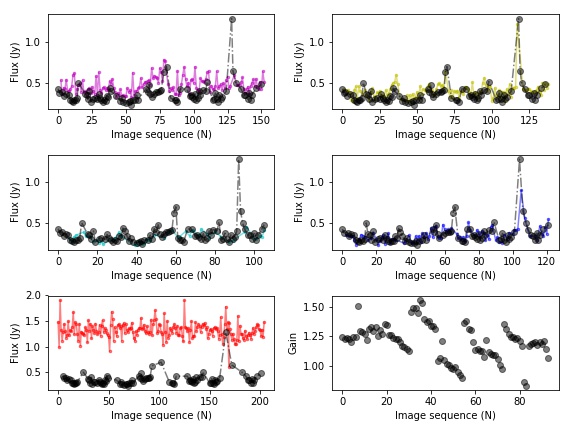 Flux (Jy)
1.0
0.5
0 25 50 75 100 125 150
Image sequence (N)
Flux (Jy)
1.0
0.5
0 25 50 75 100 125
Image sequence (N)
Flux (Jy)
1.0
0.5
0 20 40 60 80 100
Image sequence (N)
Flux (Jy)
1.0
0.5
0 20 40 60 80 100 120
Image sequence (N)
Flux (Jy)
2.0
1.5
1.0
0.5
0 50 100 150 200
Image sequence (N)
Gain
1.50
1.25
1.00
0 20 40 60 80
Image sequence (N)